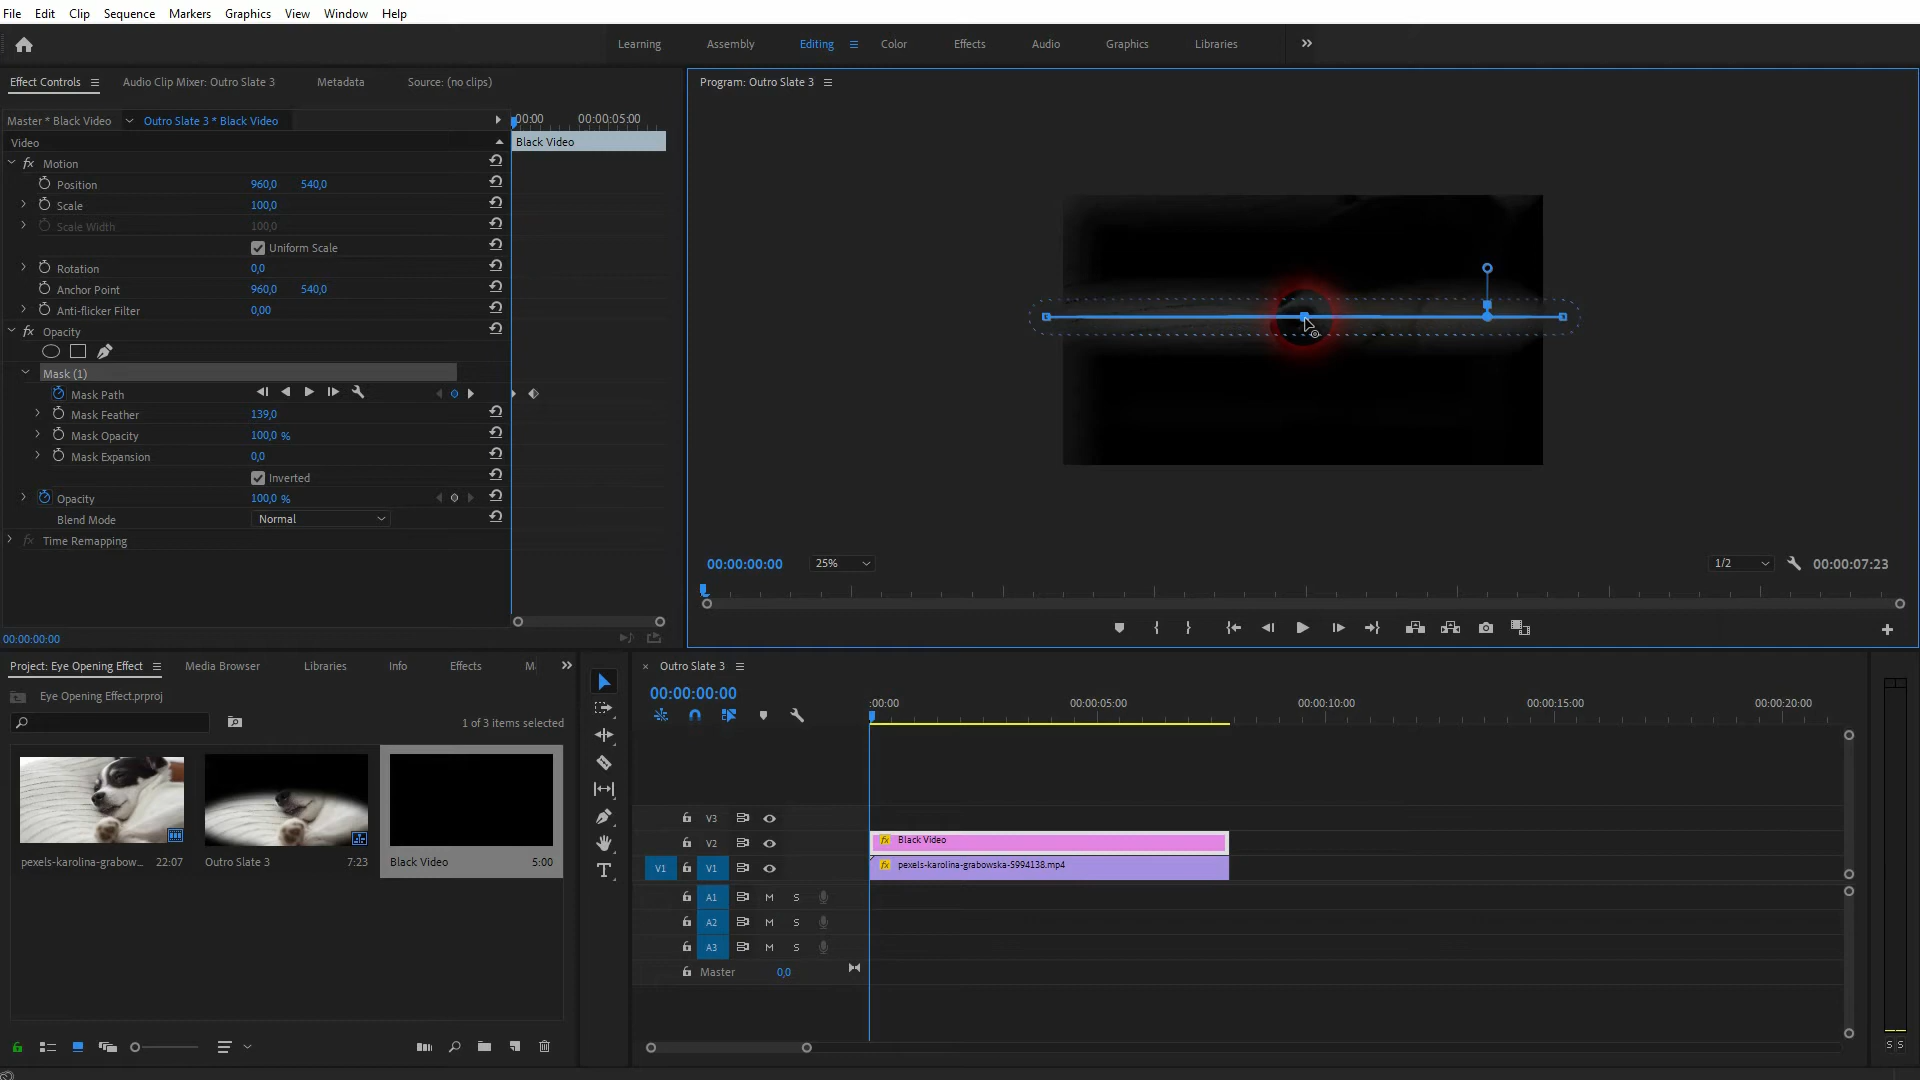 File Edit Clip Sequence Markers Graphics View Window Help
Learning Assembly Editing Color Effects Audio Graphics Libraries
Effect Controls Audio Clip Mixer: Outro Slate 3 Metadata Source: (no clips)
Program: Outro Slate 3
Master * Black Video Outro Slate 3 * Black Video
:00:00 00:00:05:00
Video
Black Video
fx Motion
Position 960,0 540,0
Scale 100,0
Scale Width 100,0
Uniform Scale
Rotation 0,0
Anchor Point 960,0 540,0
Anti-flicker Filter 0,00
fx Opacity
Mask (1)
Mask Path
Mask Feather 139,0
Mask Opacity 100,0 %
Mask Expansion 0,0
Inverted
Opacity 100,0 %
Blend Mode Normal
fx Time Remapping
00:00:00:00
00:00:00:00 25% 1/2 00:00:07:23
Project: Eye Opening Effect Media Browser Libraries Info Effects
Eye Opening Effect.prproj
1 of 3 items selected
pexels-karolina-grabow... 22:07
Outro Slate 3 7:23
Black Video 5:00
× Outro Slate 3
00:00:00:00
:00:00 00:00:05:00 00:00:10:00 00:00:15:00 00:00:20:00
V3
V2
fx Black Video
V1 V1
fx pexels-karolina-grabowska-5994138.mp4
A1 M S
A2 M S
A3 M S
Master 0,0
S S